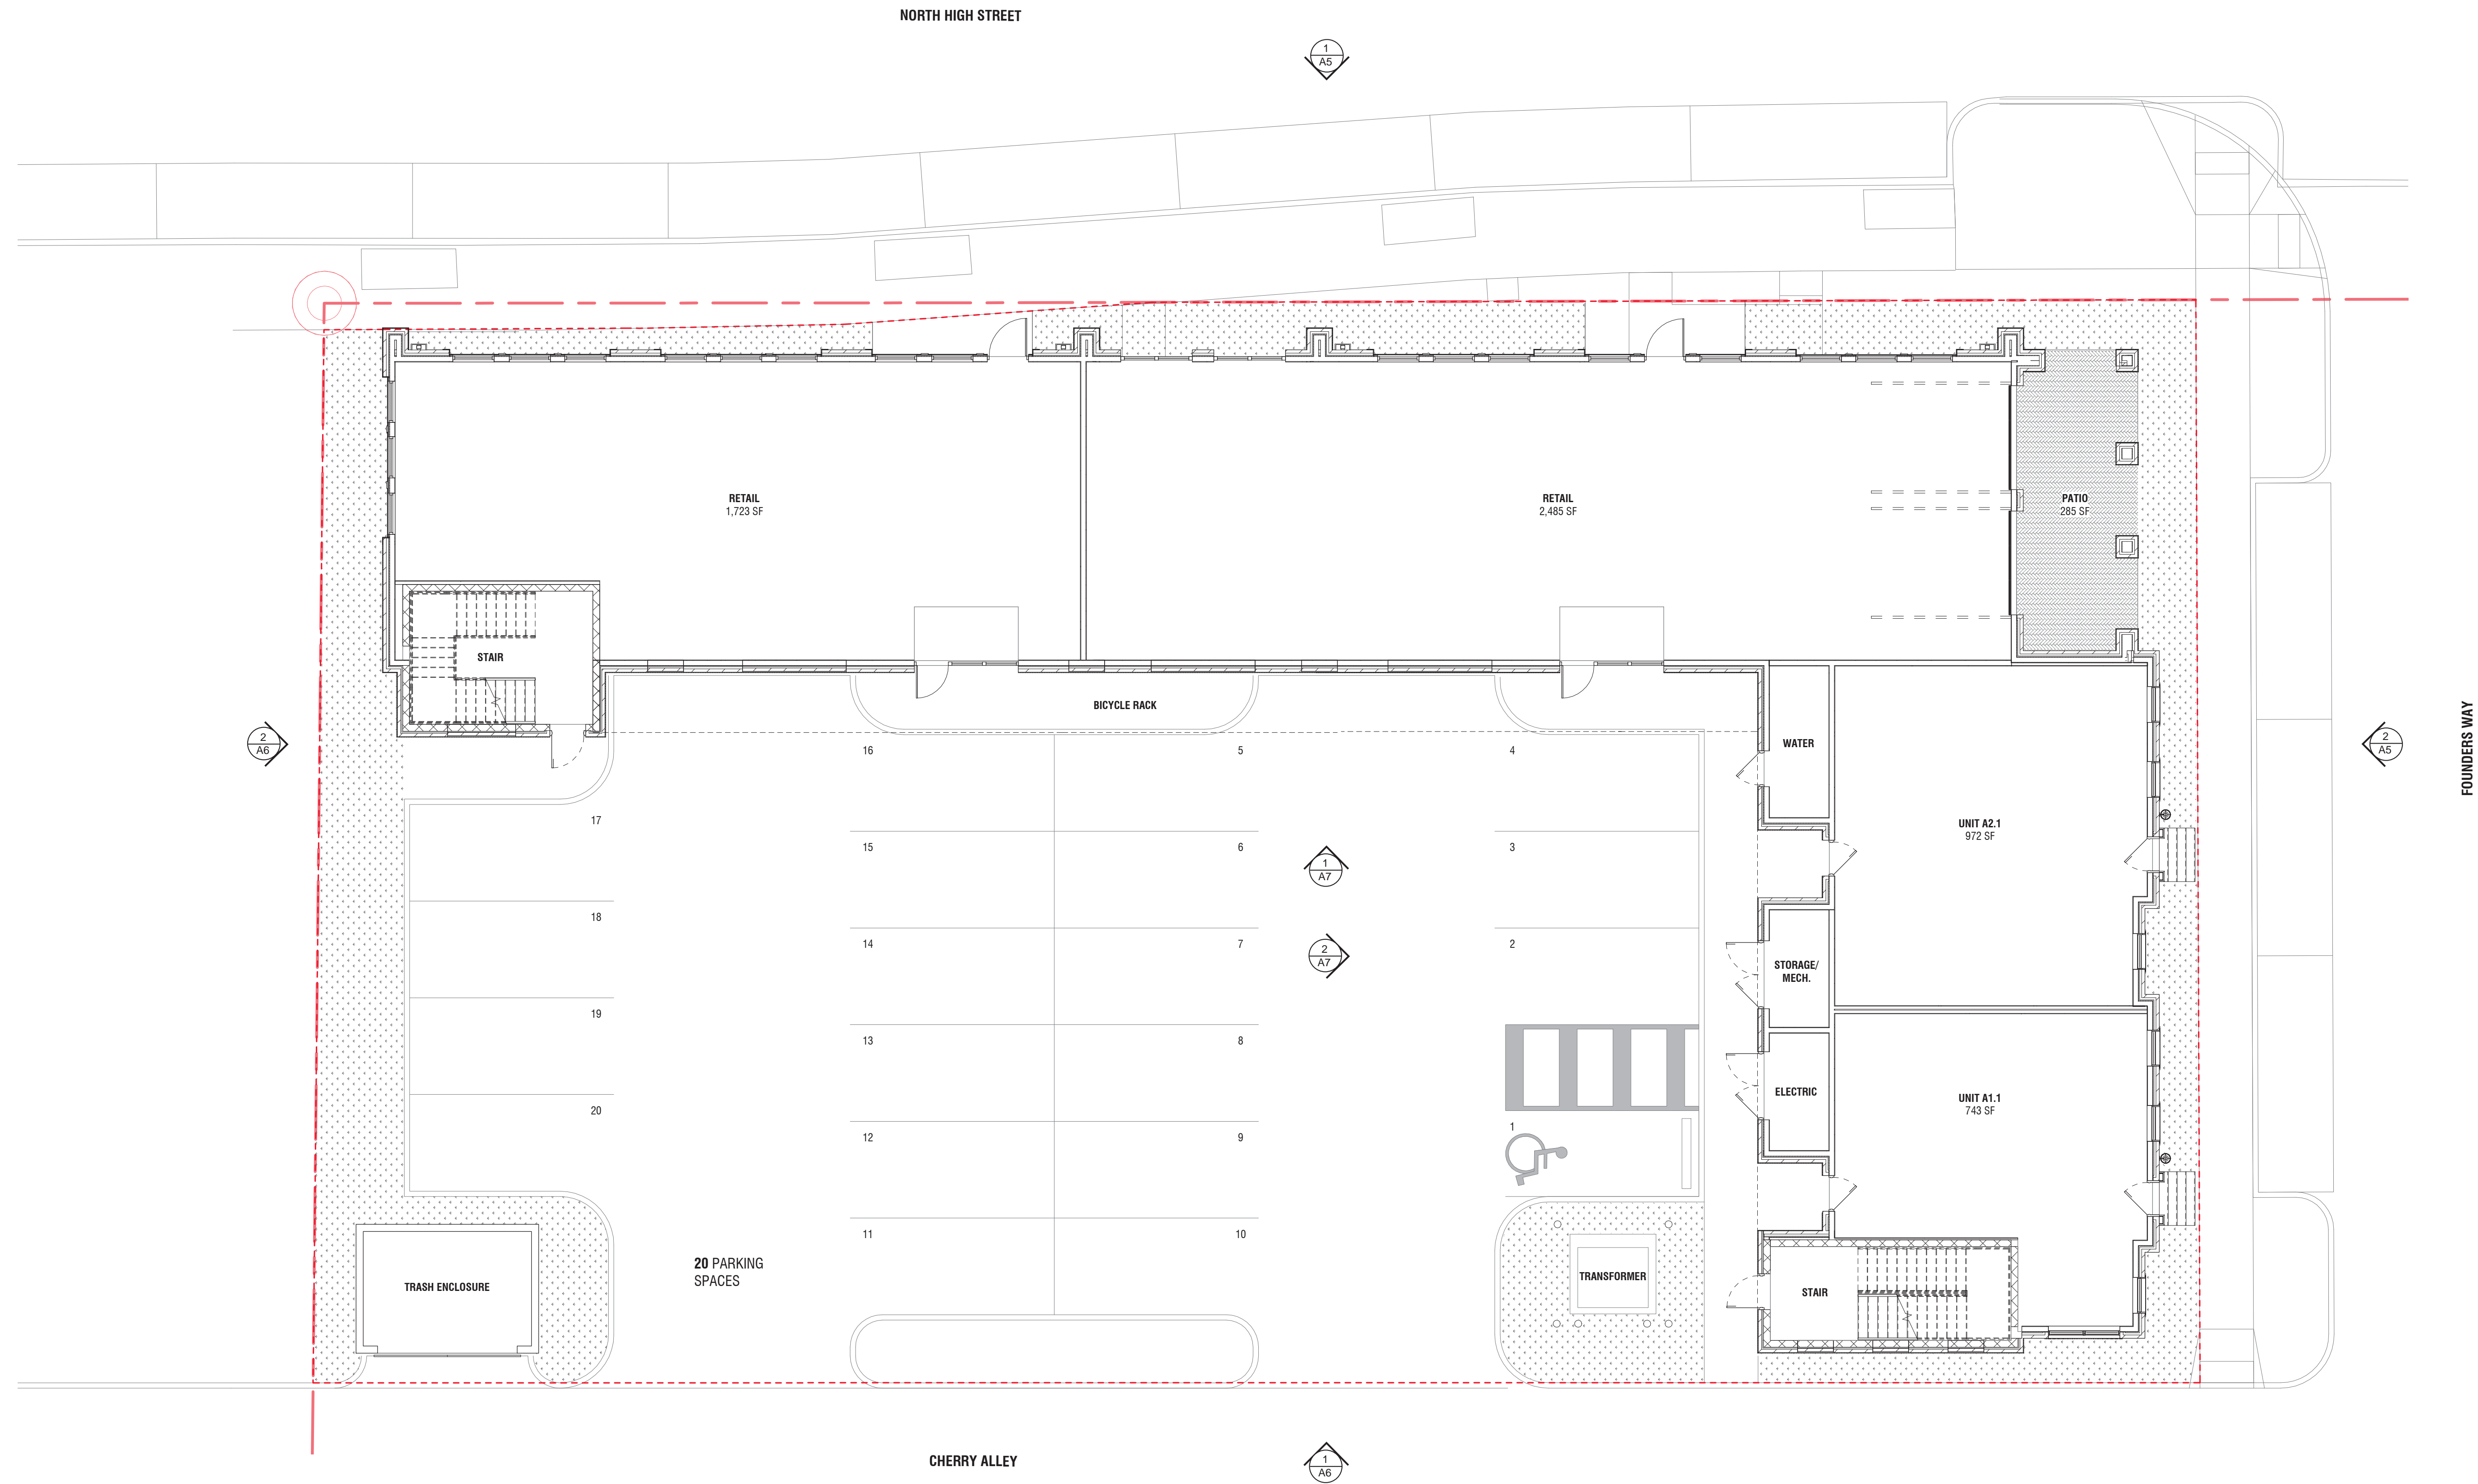 NORTH HIGH STREET
1
A5
RETAIL
1,723 SF
RETAIL
2,485 SF
PATIO
285 SF
STAIR
BICYCLE RACK
2
A6
16
5
4
WATER
2
A5
FOUNDERS WAY
17
15
6
3
1
A7
UNIT A2.1
972 SF
18
14
7
2
2
A7
STORAGE/
MECH.
19
13
8
ELECTRIC
UNIT A1.1
743 SF
20
12
9
1
11
10
20 PARKING
SPACES
TRASH ENCLOSURE
TRANSFORMER
STAIR
CHERRY ALLEY
1
A6